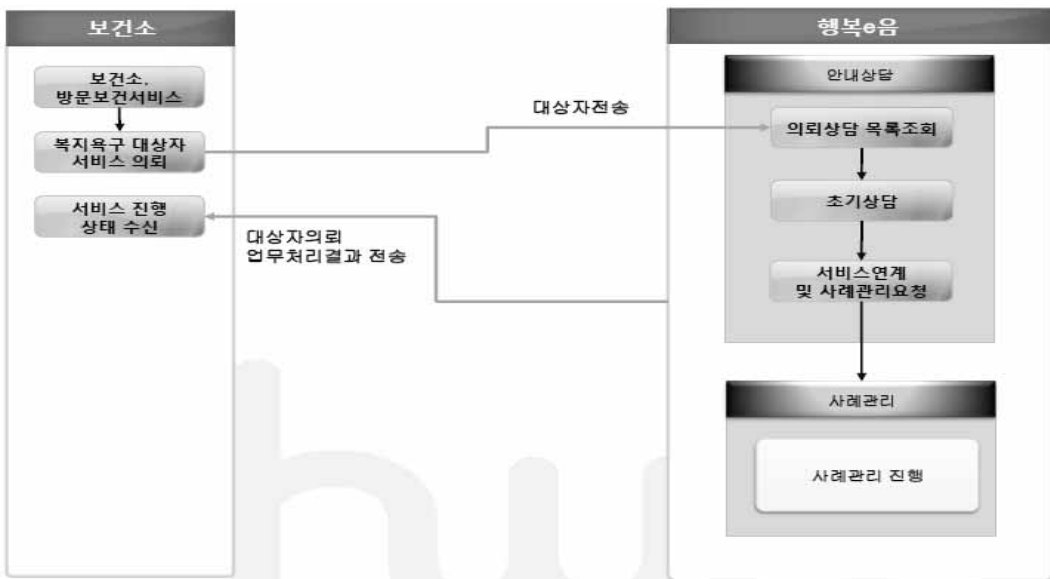 보건소
보건소,
방문보건서비스
복지욕구 대상자
서비스 의뢰
서비스 진행
상태 수신
대상자전송
대상자의뢰
업무처리결과 전송
행복e음
안내상담
의뢰상담 목록조회
초기상담
서비스연계
및 사례관리요청
사례관리
사례관리 진행
hu